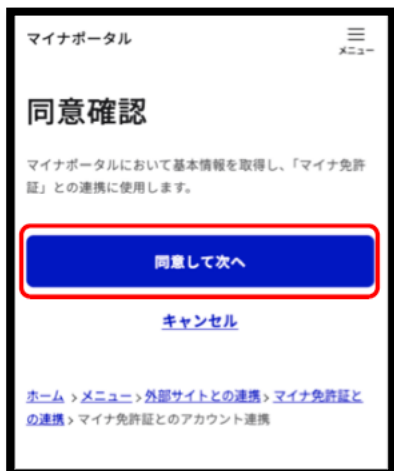 マイナポータル
メニュー
同意確認
マイナポータルにおいて基本情報を取得し、「マイナ免許
証」との連携に使用します。
同意して次へ
キャンセル
ホーム > メニュー > 外部サイトとの連携 > マイナ免許証と
の連携 > マイナ免許証とのアカウント連携